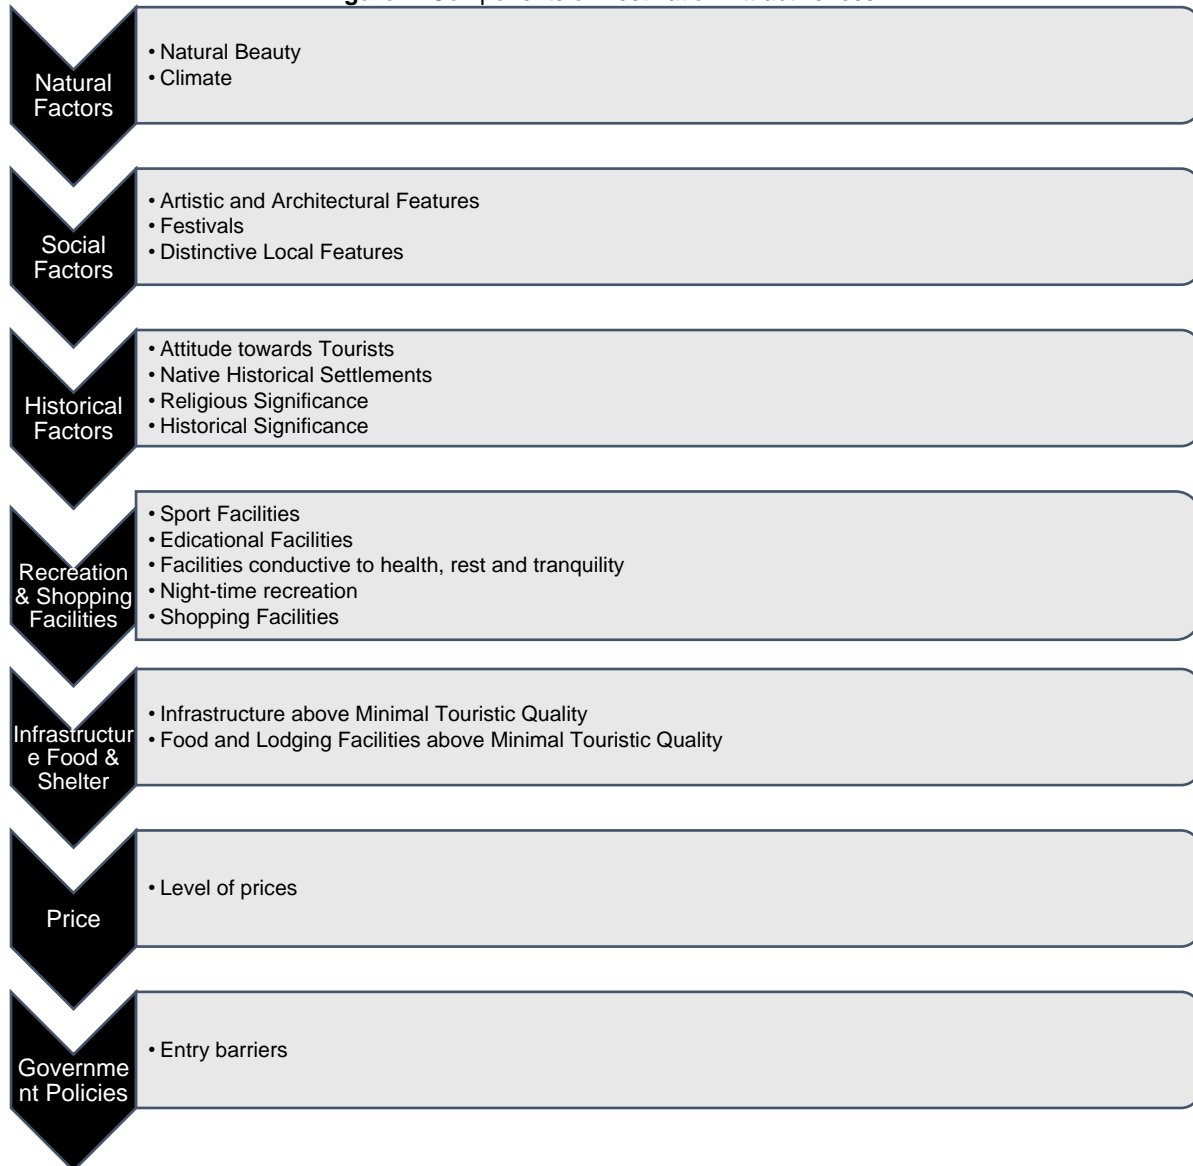 Natural
Factors
• Natural Beauty
• Climate
Social
Factors
• Artistic and Architectural Features
• Festivals
• Distinctive Local Features
Historical
Factors
• Attitude towards Tourists
• Native Historical Settlements
• Religious Significance
• Historical Significance
Recreation
& Shopping
Facilities
• Sport Facilities
• Edicational Facilities
• Facilities conductive to health, rest and tranquility
• Night-time recreation
• Shopping Facilities
Infrastructur
e Food &
Shelter
• Infrastructure above Minimal Touristic Quality
• Food and Lodging Facilities above Minimal Touristic Quality
Price
• Level of prices
Governme
nt Policies
• Entry barriers